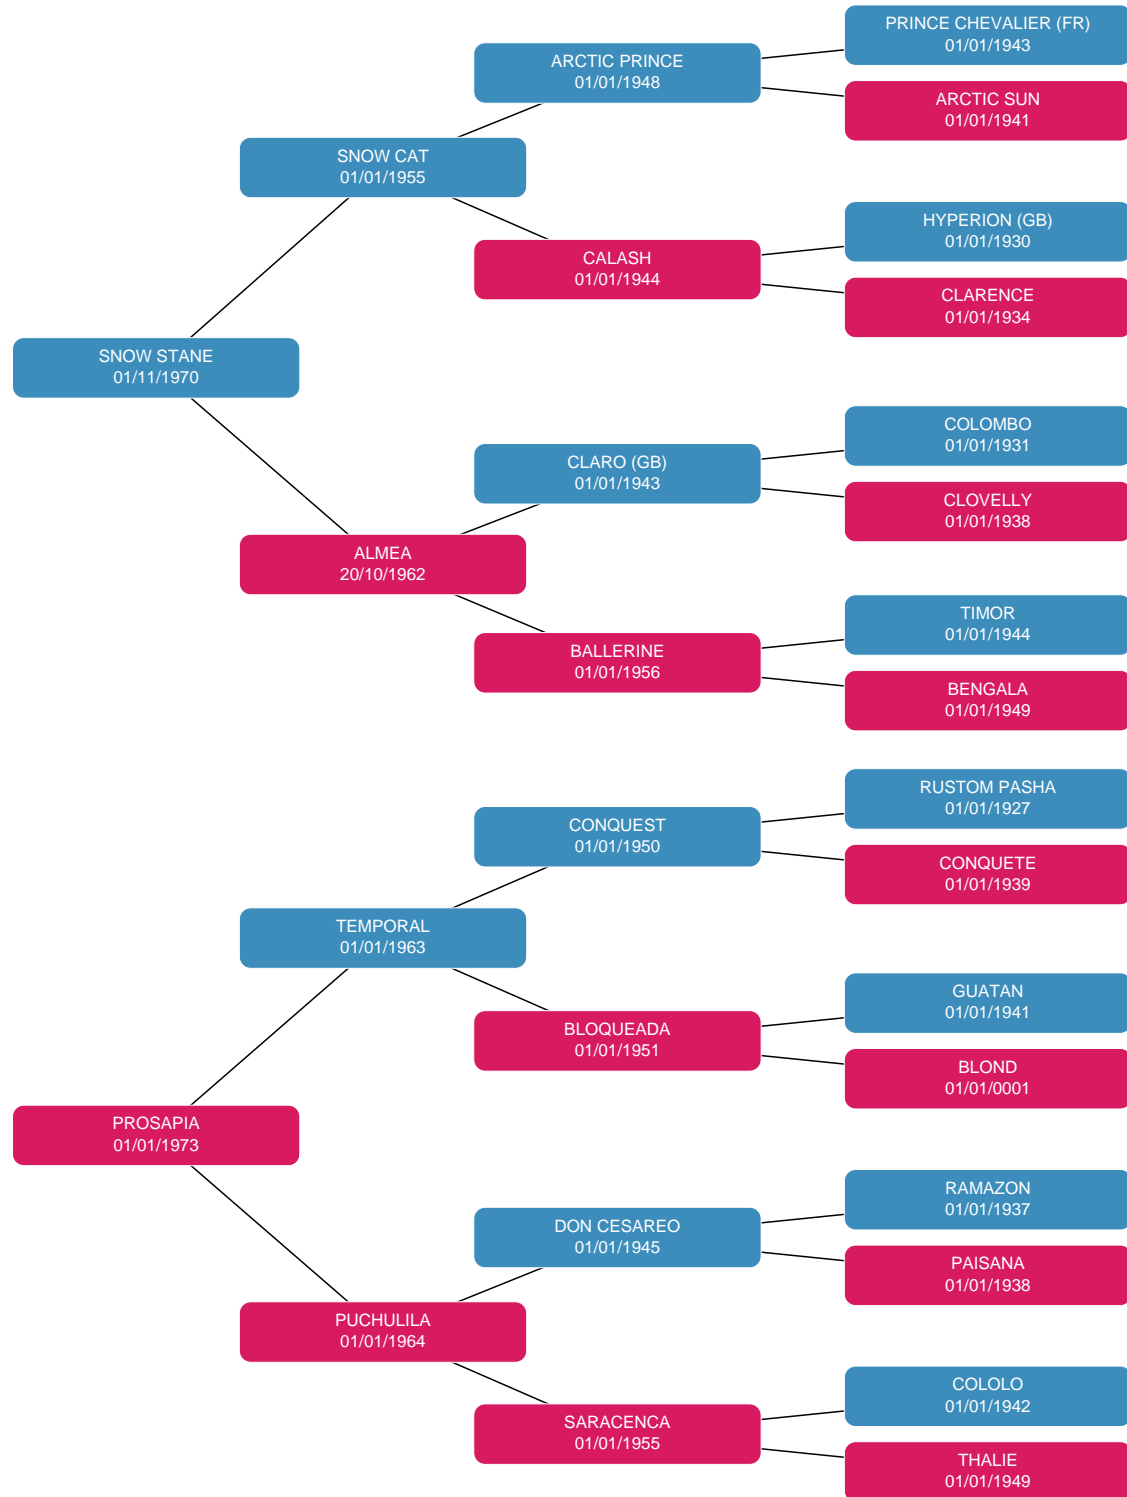 PRINCE CHEVALIER (FR)
01/01/1943
ARCTIC PRINCE
01/01/1948
ARCTIC SUN
01/01/1941
SNOW CAT
01/01/1955
HYPERION (GB)
01/01/1930
CALASH
01/01/1944
CLARENCE
01/01/1934
SNOW STANE
01/11/1970
COLOMBO
01/01/1931
CLARO (GB)
01/01/1943
CLOVELLY
01/01/1938
ALMEA
20/10/1962
TIMOR
01/01/1944
BALLERINE
01/01/1956
BENGALA
01/01/1949
RUSTOM PASHA
01/01/1927
CONQUEST
01/01/1950
CONQUETE
01/01/1939
TEMPORAL
01/01/1963
GUATAN
01/01/1941
BLOQUEADA
01/01/1951
BLOND
01/01/0001
PROSAPIA
01/01/1973
RAMAZON
01/01/1937
DON CESAREO
01/01/1945
PAISANA
01/01/1938
PUCHULILA
01/01/1964
COLOLO
01/01/1942
SARACENCA
01/01/1955
THALIE
01/01/1949